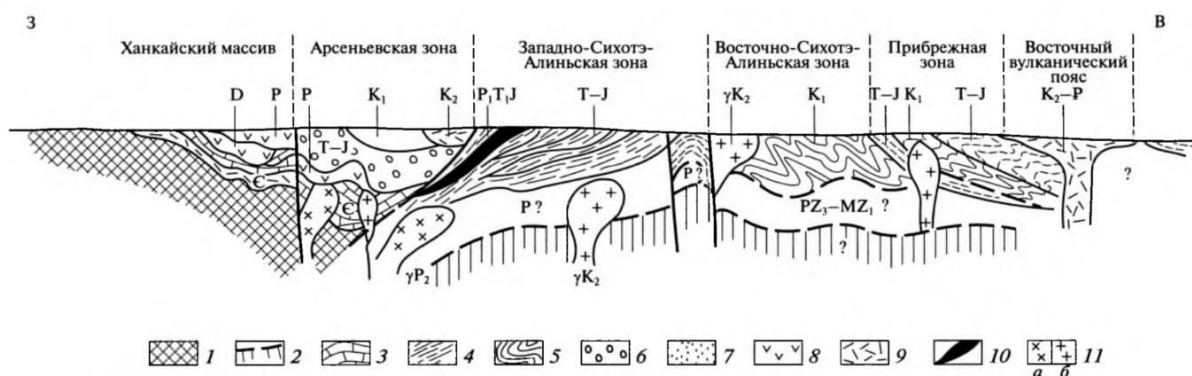 З В
Ханкайский массив Арсеньевская зона Западно-Сихотэ- Восточно-Сихотэ- Прибрежная Восточный
Алиньская зона Алиньская зона зона вулканический
пояс
D P P K₁ K₂ P₁T₁J T–J γK₂ K₁ T–J K₁ T–J K₂–P
T–J
Є Є P ? P ? PZ₃–MZ₁ ? ?
?
γP₂ γK₂
1 2 3 4 5 6 7 8 9 10 11
а б